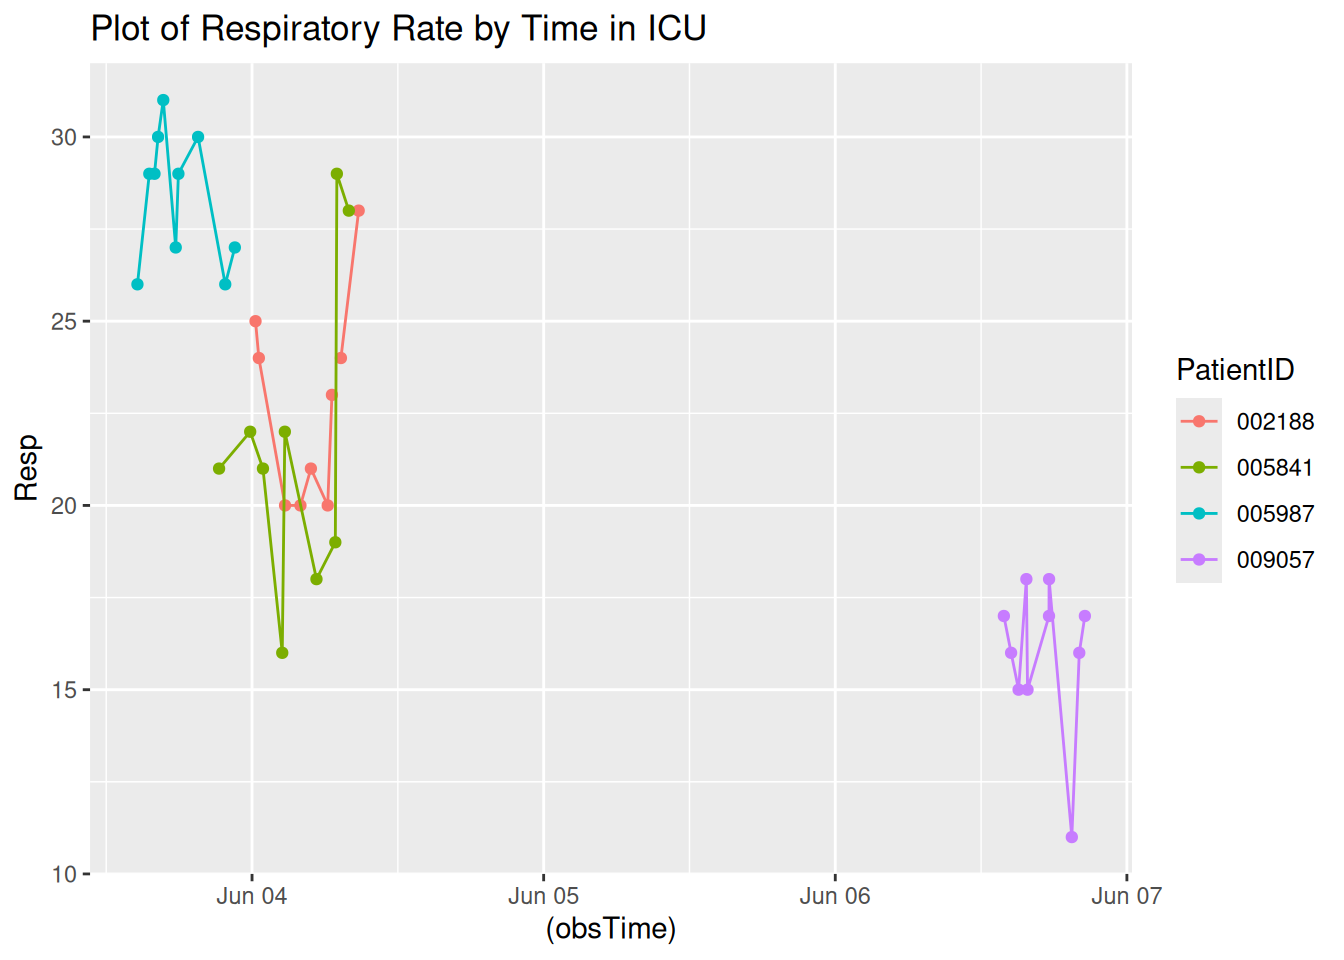 Plot of Respiratory Rate by Time in ICU
30
25
20
15
10
Resp
Jun 04
Jun 05
Jun 06
Jun 07
(obsTime)
PatientID
002188
005841
005987
009057